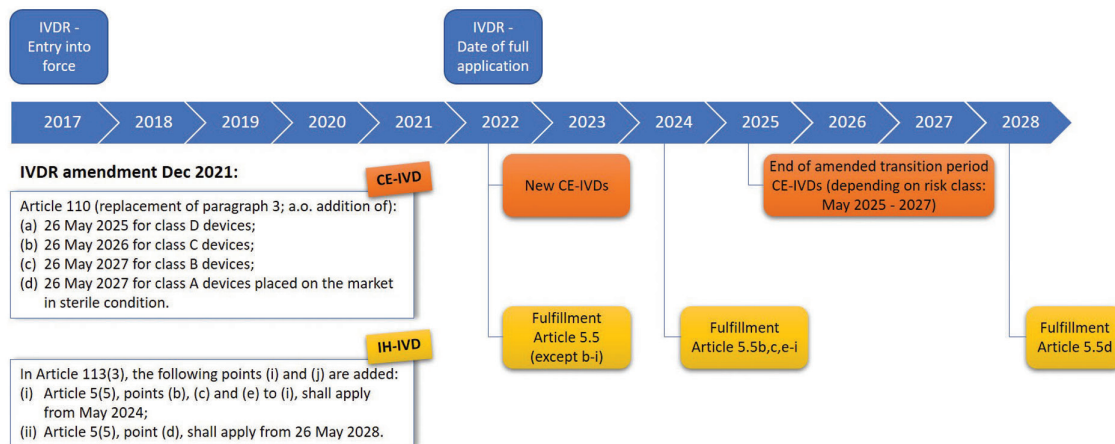 IVDR -
Entry into
force
IVDR -
Date of full
application
2017
2018
2019
2020
2021
2022
2023
2024
2025
2026
2027
2028
IVDR amendment Dec 2021:
CE-IVD
Article 110 (replacement of paragraph 3; a.o. addition of):
(a) 26 May 2025 for class D devices;
(b) 26 May 2026 for class C devices;
(c) 26 May 2027 for class B devices;
(d) 26 May 2027 for class A devices placed on the market
in sterile condition.
New CE-IVDs
End of amended transition period
CE-IVDs (depending on risk class:
May 2025 - 2027)
IH-IVD
In Article 113(3), the following points (i) and (j) are added:
(i) Article 5(5), points (b), (c) and (e) to (i), shall apply
from May 2024;
(ii) Article 5(5), point (d), shall apply from 26 May 2028.
Fulfillment
Article 5.5
(except b-i)
Fulfillment
Article 5.5b,c,e-i
Fulfillment
Article 5.5d